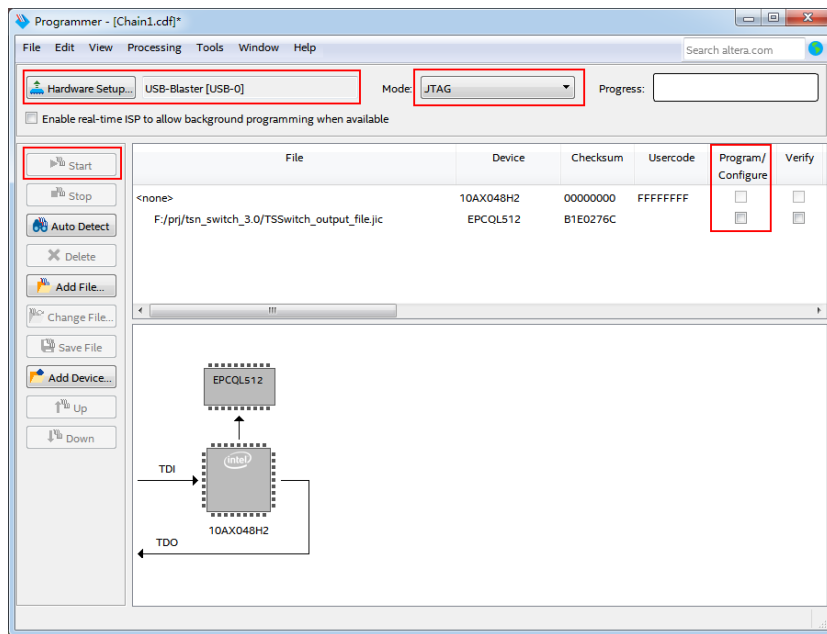 Programmer - [Chain1.cdf]*
File Edit View Processing Tools Window Help
Search altera.com
Hardware Setup... USB-Blaster [USB-0] Mode: JTAG Progress:
Enable real-time ISP to allow background programming when available
Start
Stop
Auto Detect
Delete
Add File...
Change File...
Save File
Add Device...
Up
Down
File Device Checksum Usercode Program/ Verify
Configure
<none> 10AX048H2 00000000 FFFFFFFF
F:/prj/tsn_switch_3.0/TSSwitch_output_file.jic EPCQL512 B1E0276C
EPCQL512
intel
TDI
10AX048H2
TDO